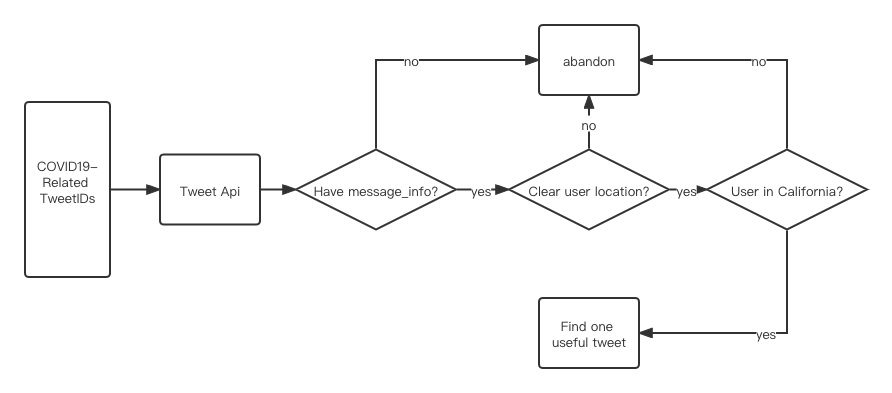 abandon
no
no
no
COVID19–
Related
TweetIDs
Tweet Api
Have message_info?
yes
Clear user location?
yes
User in California?
Find one
useful tweet
yes